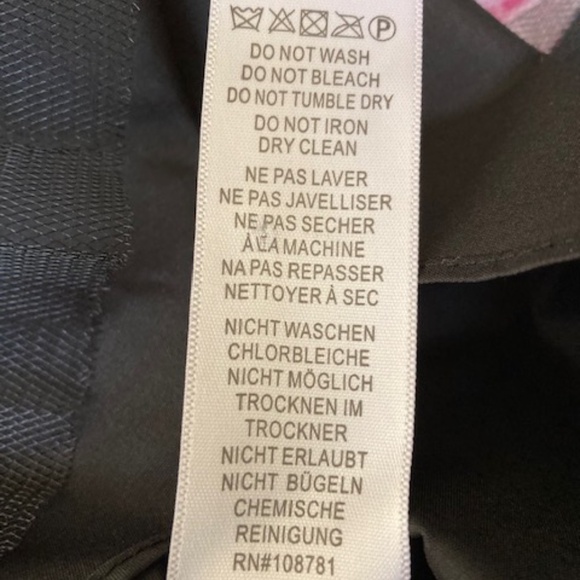 P
DO NOT WASH
DO NOT BLEACH
DO NOT TUMBLE DRY
DO NOT IRON
DRY CLEAN
NE PAS LAVER
NE PAS JAVELLISER
NE PAS SECHER
À LA MACHINE
NA PAS REPASSER
NETTOYER À SEC
NICHT WASCHEN
CHLORBLEICHE
NICHT MÖGLICH
TROCKNEN IM
TROCKNER
NICHT ERLAUBT
NICHT BÜGELN
CHEMISCHE
REINIGUNG
RN#108781